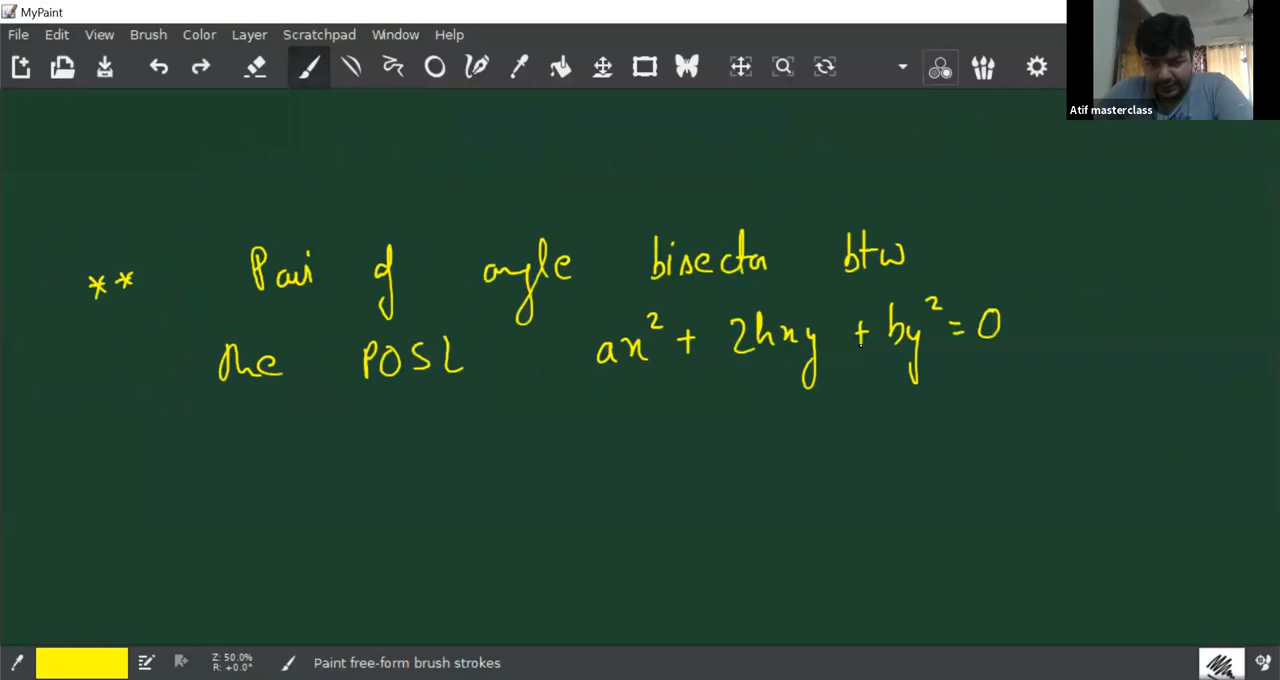 MyPaint
File Edit View Brush Color Layer Scratchpad Window Help
Atif masterclass
** Pair of angle bisector btw
the POSL ax² + 2hxy + by² = 0
Z: 50.0%
R: +0.0°
Paint free-form brush strokes